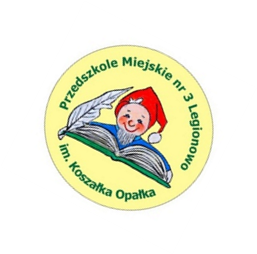 Przedszkole Miejskie nr 3 Legionowo
im. Koszałka Opałka